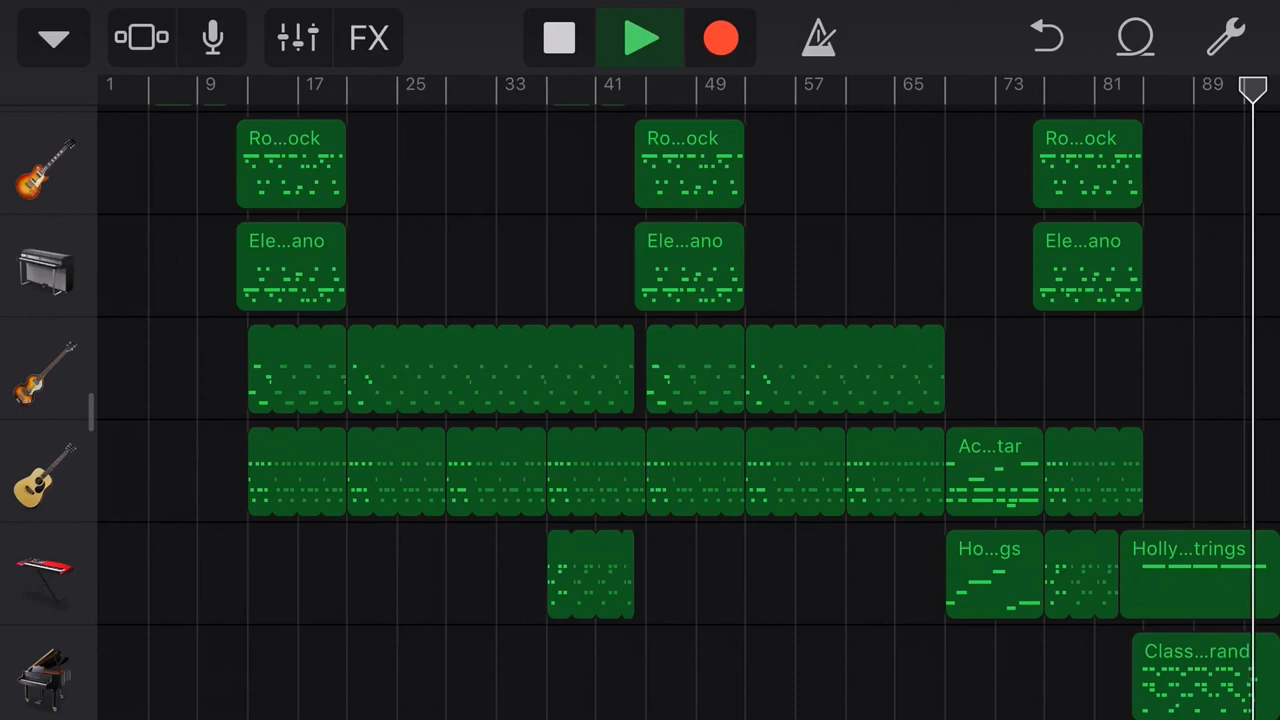 FX
1 9 17 25 33 41 49 57 65 73 81 89
Ro...ock Ro...ock Ro...ock
Ele...ano Ele...ano Ele...ano
Ac...tar
Ho...gs Holly...trings
Class...rand